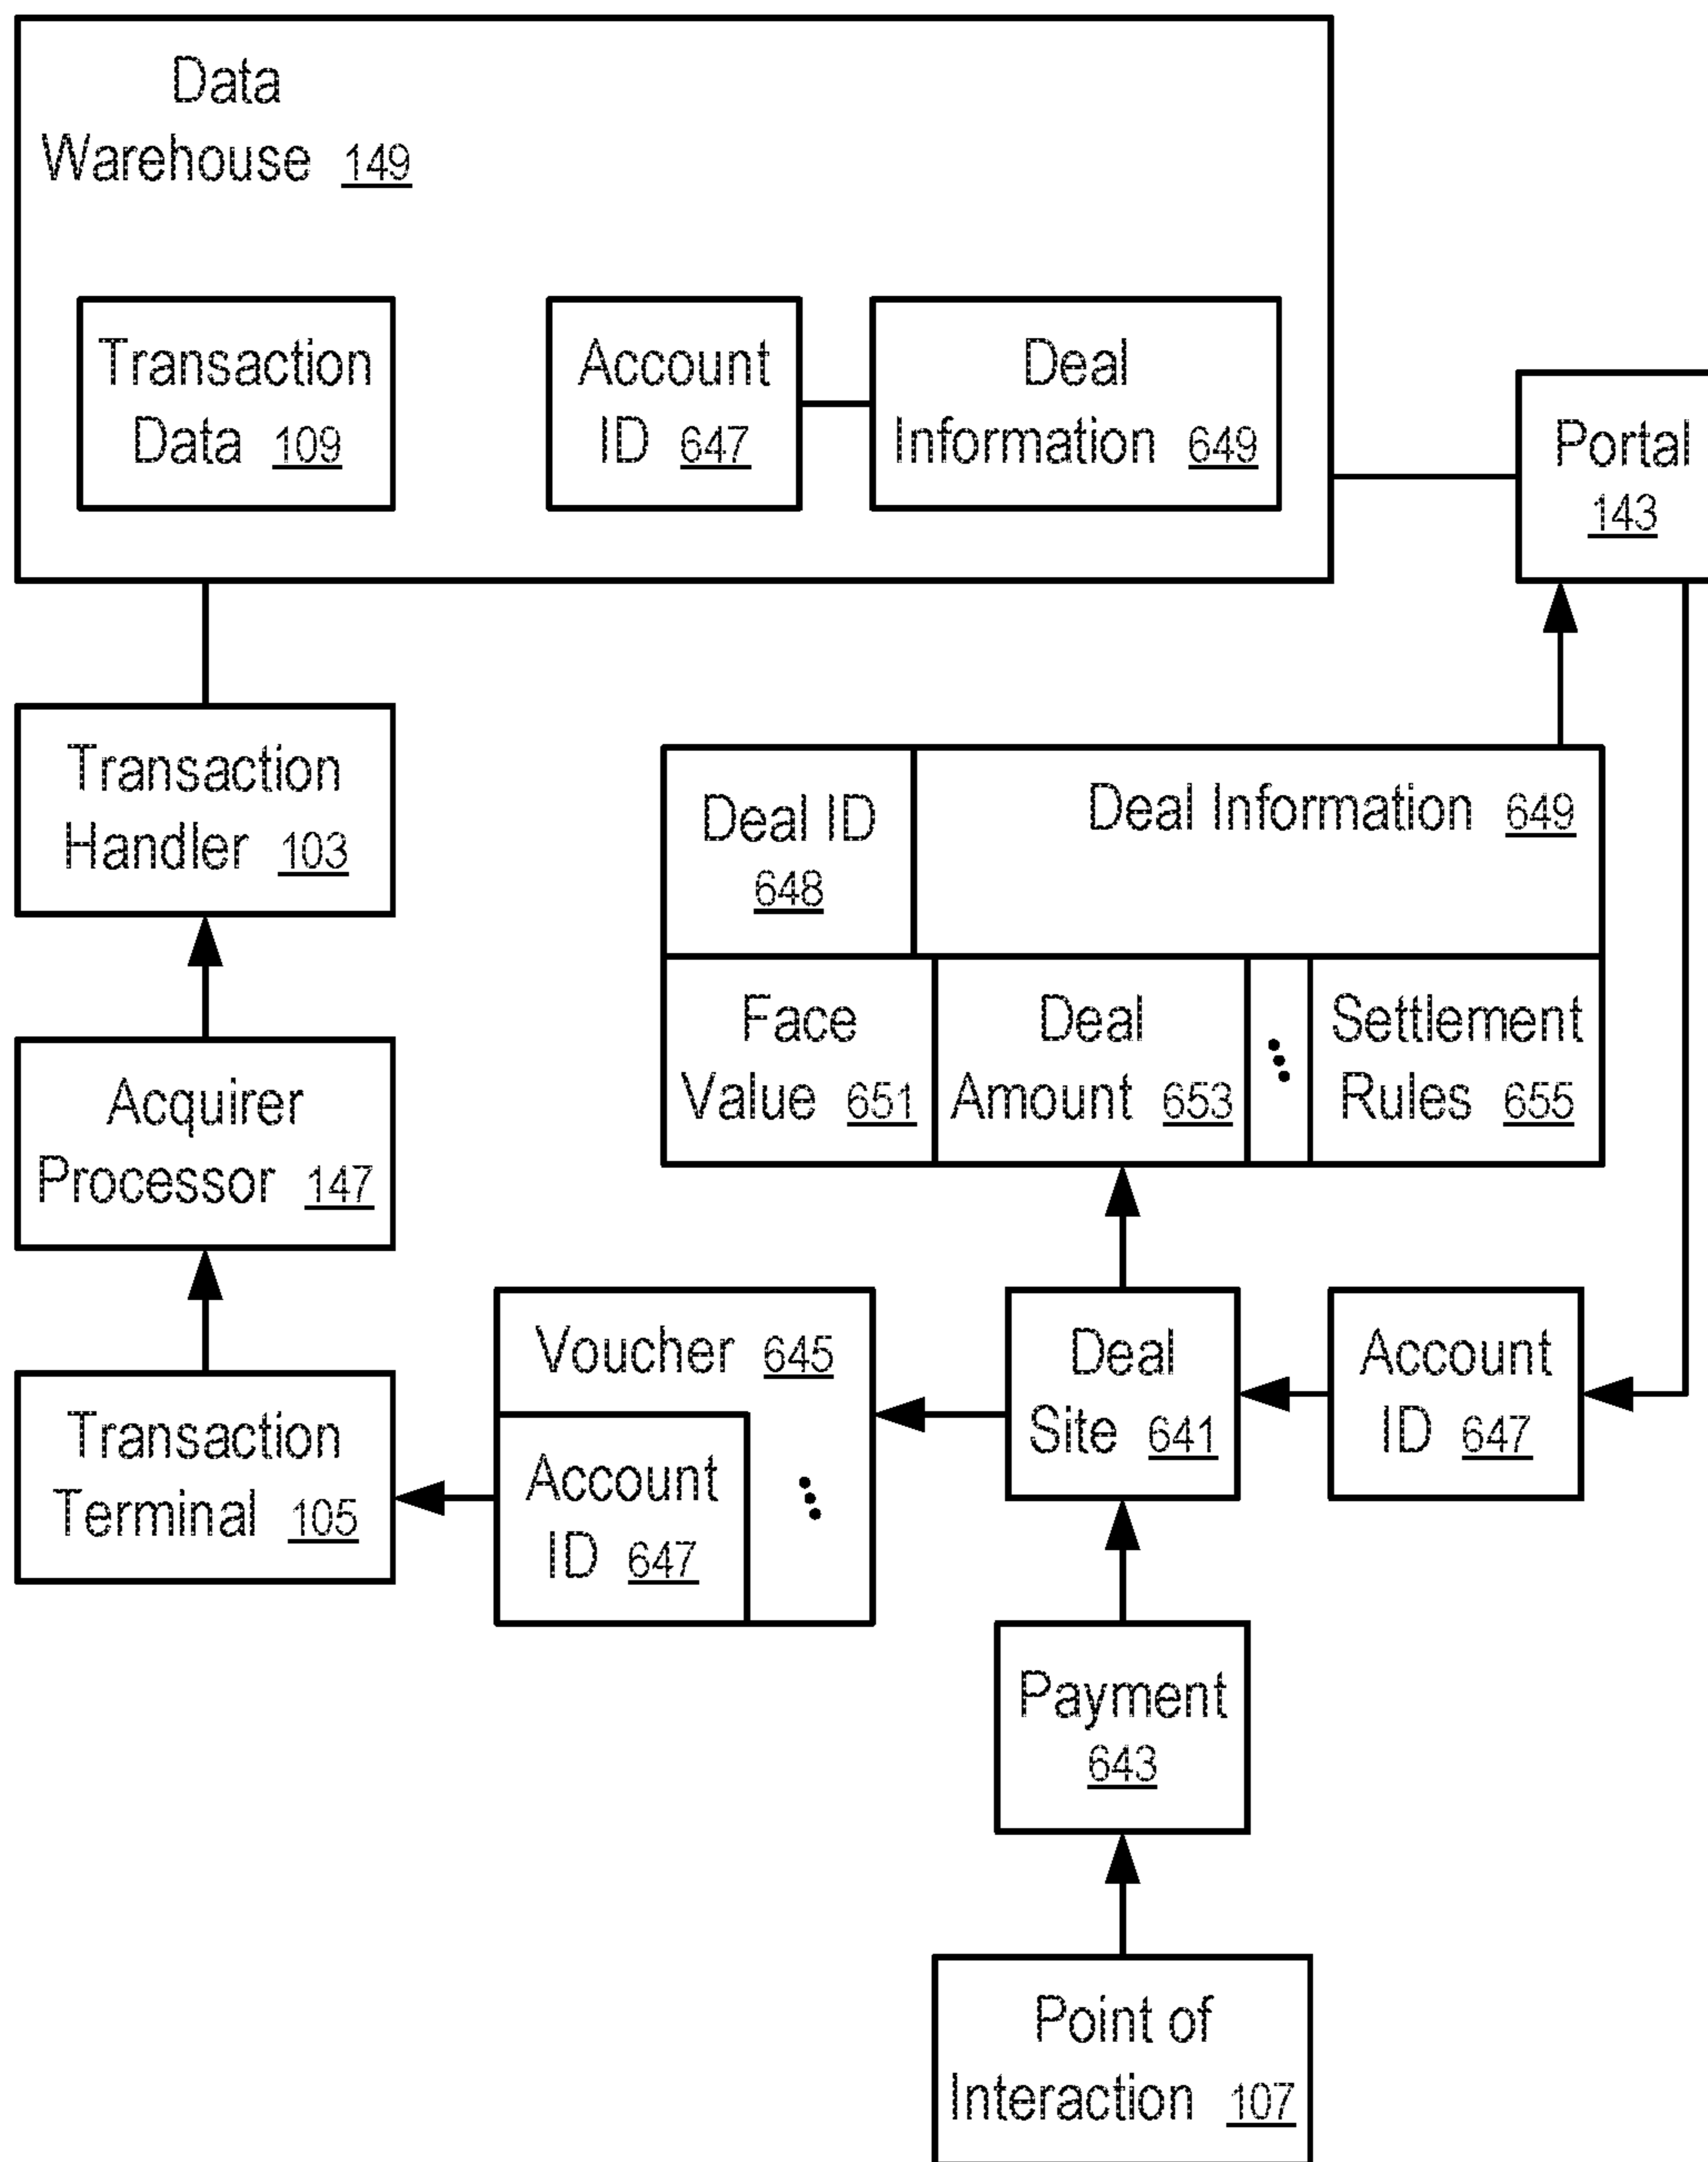 Data
Warehouse 149
Transaction
Data 109
Account
ID 647
Deal
Information 649
Portal
143
Transaction
Handler 103
Deal ID
648
Deal Information 649
Face
Value 651
Deal
Amount 653
Settlement
Rules 655
Acquirer
Processor 147
Transaction
Terminal 105
Voucher 645
Account
ID 647
Deal
Site 641
Account
ID 647
Payment
643
Point of
Interaction 107